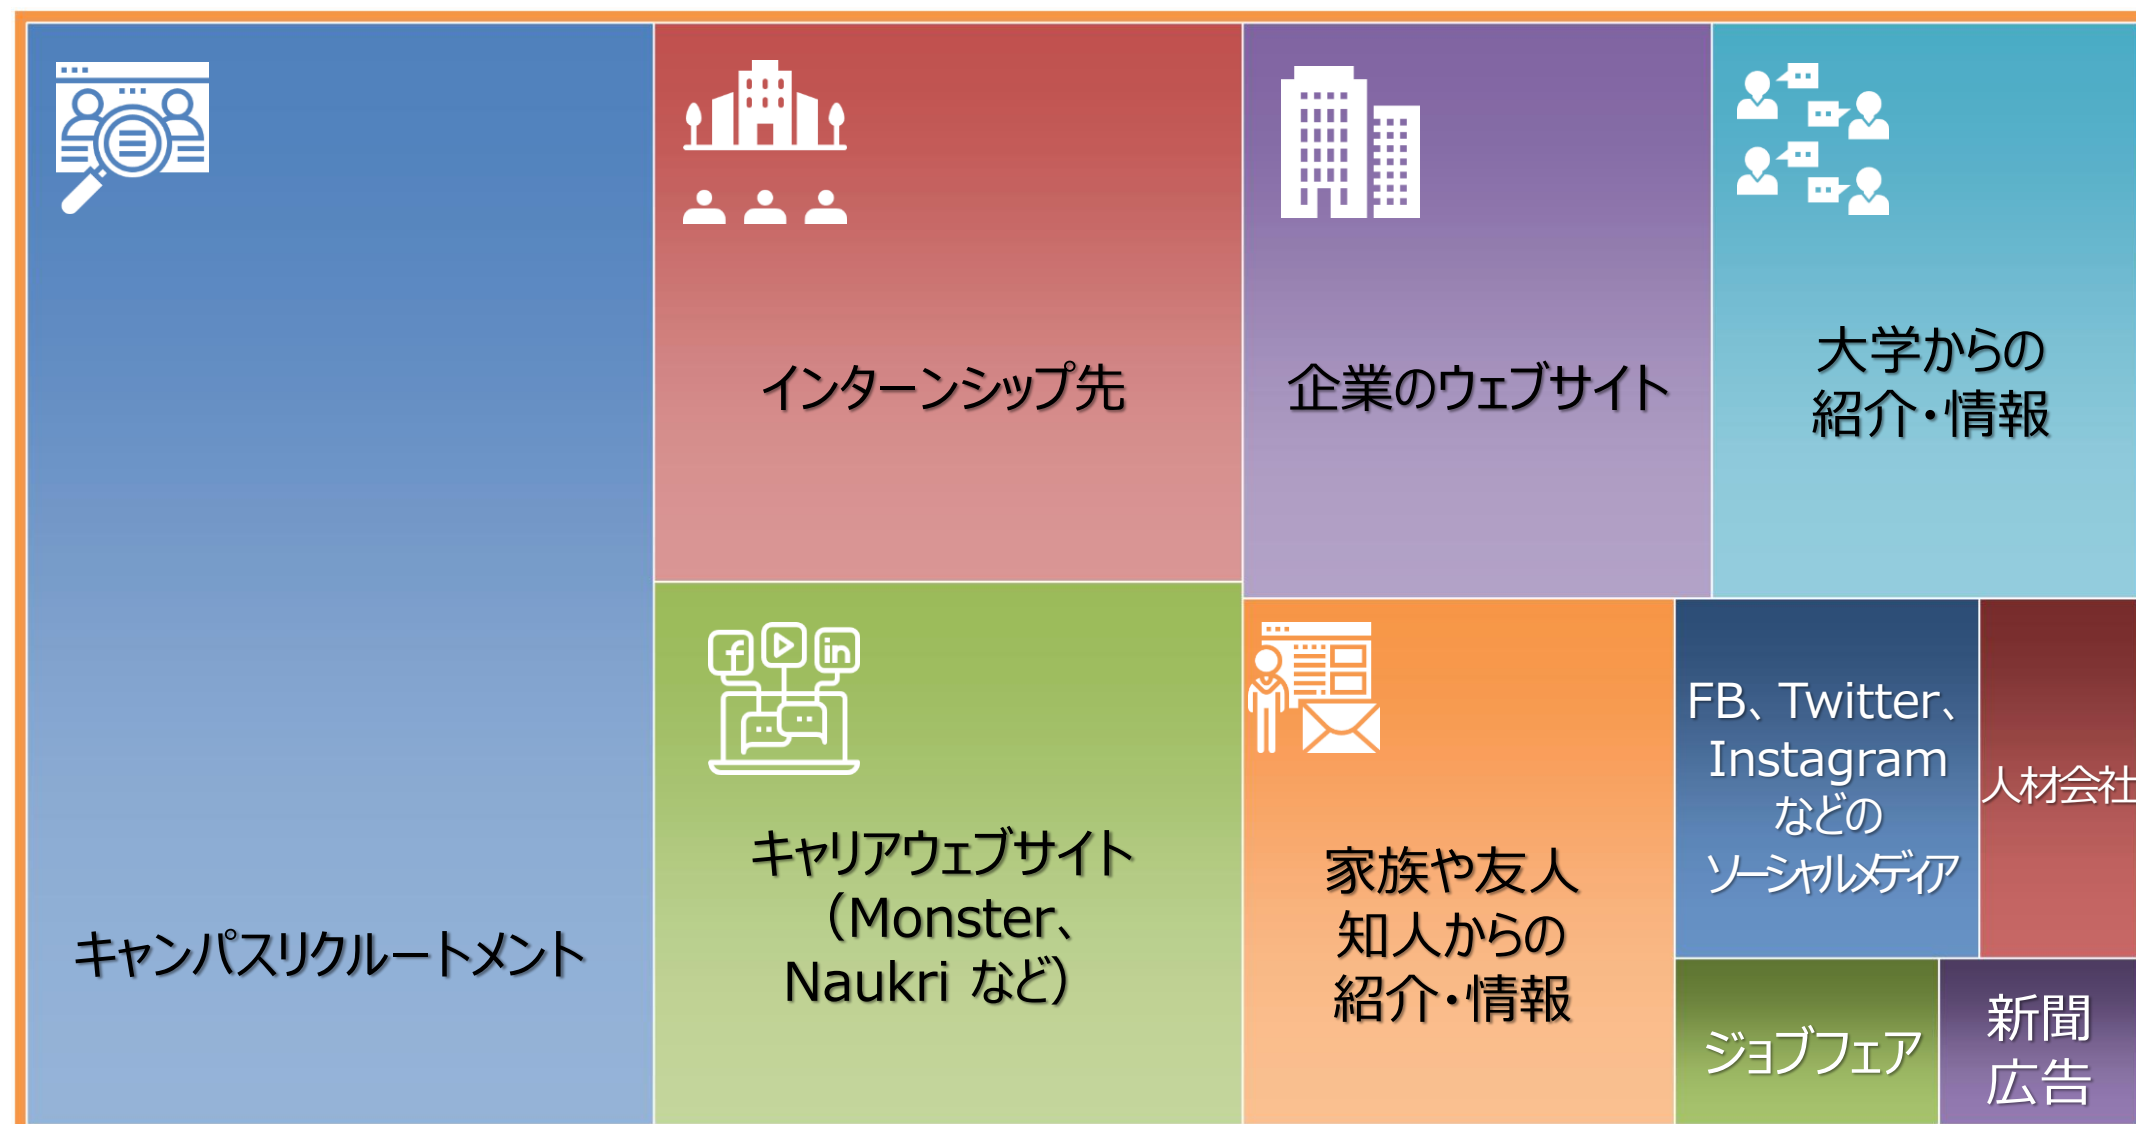 キャンパスリクルートメント
インターンシップ先
企業のウェブサイト
大学からの
紹介・情報
キャリアウェブサイト
（Monster、
Naukri など）
家族や友人
知人からの
紹介・情報
FB、Twitter、
Instagram
などの
ソーシャルメディア
人材会社
ジョブフェア
新聞
広告